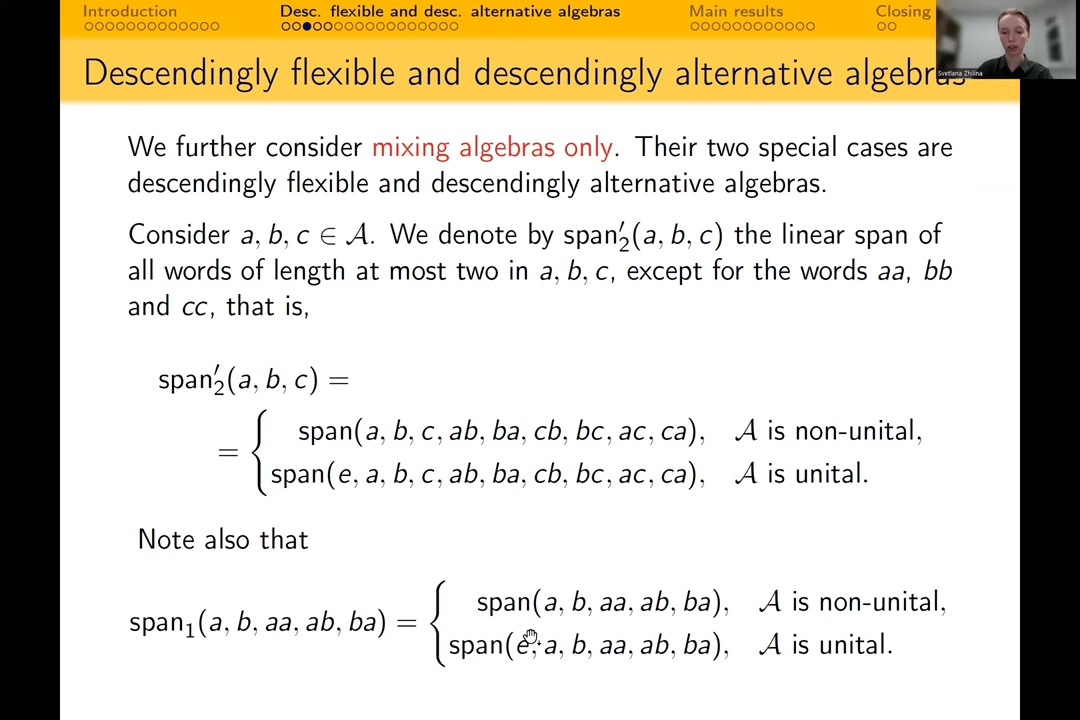 Introduction
Desc. flexible and desc. alternative algebras
Main results
Closing
Svetlana Zhilina
Descendingly flexible and descendingly alternative algebras
We further consider mixing algebras only. Their two special cases are
descendingly flexible and descendingly alternative algebras.
Consider a, b, c ∈ 𝒜. We denote by span′₂(a, b, c) the linear span of
all words of length at most two in a, b, c, except for the words aa, bb
and cc, that is,
span′₂(a, b, c) =
= { span(a, b, c, ab, ba, cb, bc, ac, ca), 𝒜 is non-unital,
span(e, a, b, c, ab, ba, cb, bc, ac, ca), 𝒜 is unital.
Note also that
span₁(a, b, aa, ab, ba) = { span(a, b, aa, ab, ba), 𝒜 is non-unital,
span(e, a, b, aa, ab, ba), 𝒜 is unital.